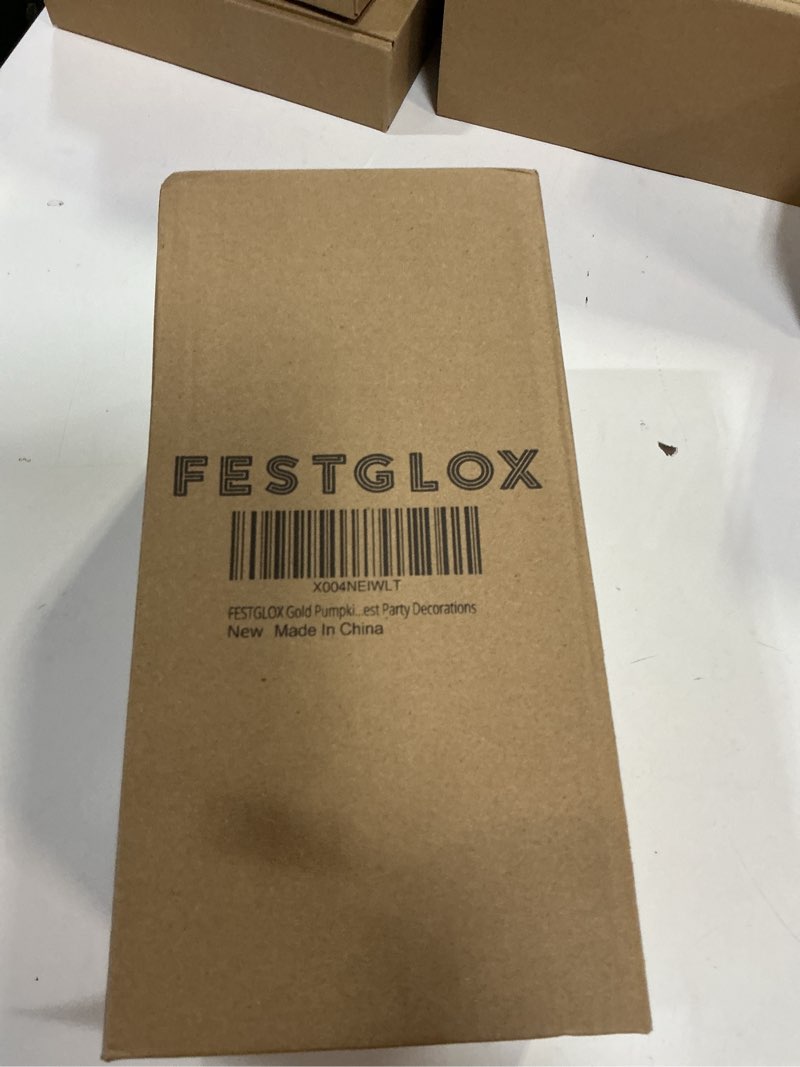 FESTGLOX
X004NEIWLT
FESTGLOX Gold Pumpki...est Party Decorations
New Made In China